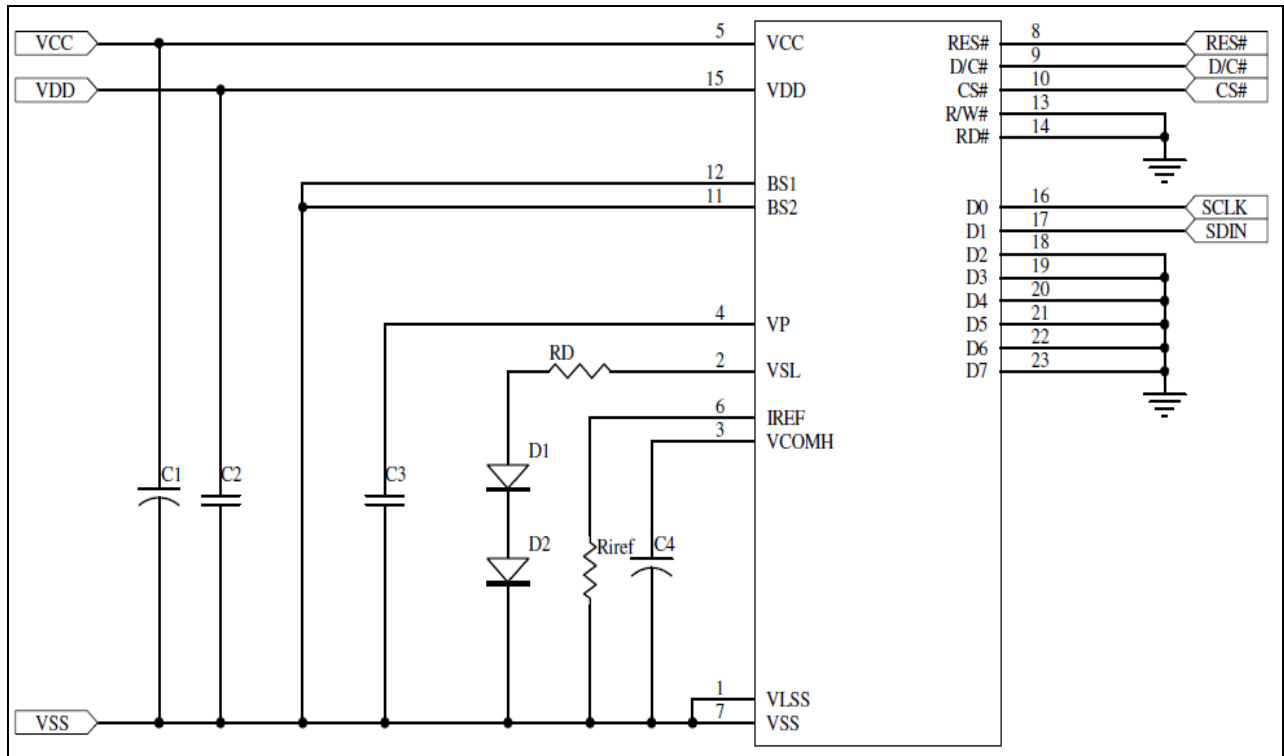 VCC 5 VCC RES# 8 RES#
D/C# 9 D/C#
VDD 15 VDD CS# 10 CS#
R/W# 13
RD# 14
12 BS1
11 BS2 D0 16 SCLK
D1 17 SDIN
D2 18
D3 19
D4 20
4 VP D5 21
D6 22
RD 2 VSL D7 23
6 IREF
3 VCOMH
D1
C1 C2 C3
D2 Riref C4
1 VLSS
VSS 7 VSS